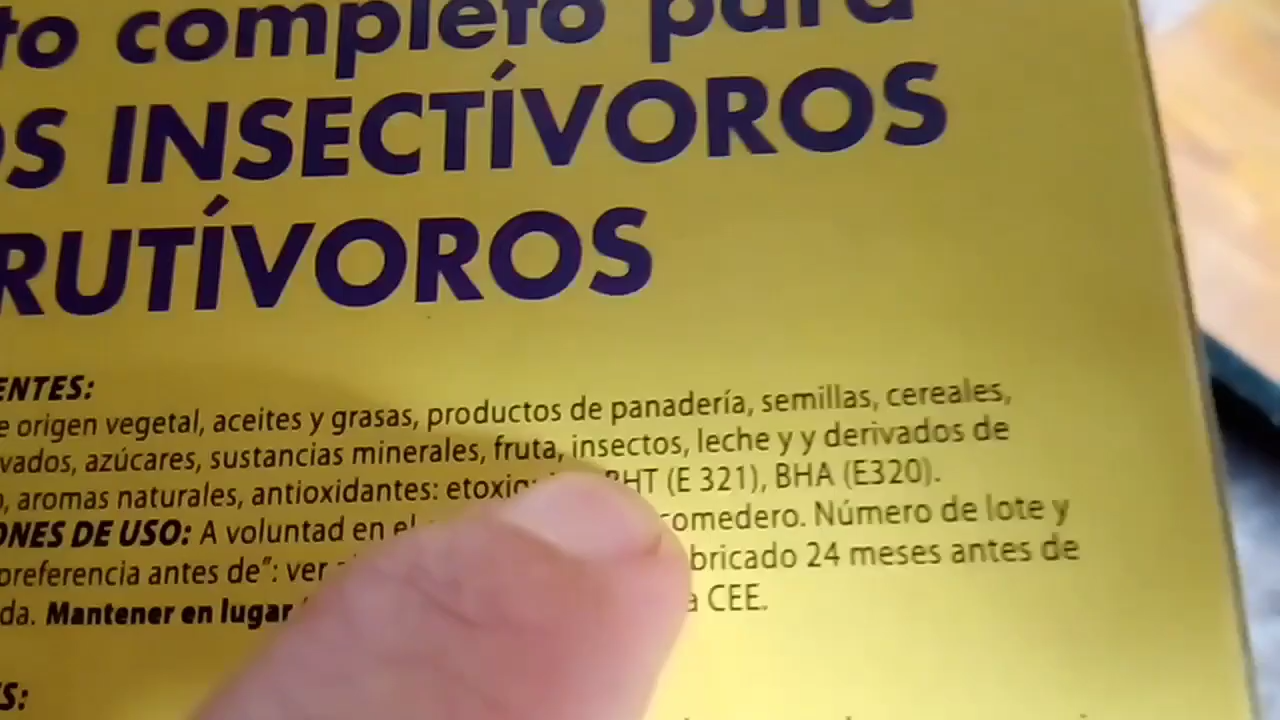 to completo para
OS INSECTÍVOROS
RUTÍVOROS
ENTES:
e origen vegetal, aceites y grasas, productos de panadería, semillas, cereales,
vados, azúcares, sustancias minerales, fruta, insectos, leche y y derivados de
, aromas naturales, antioxidantes: BHT (E 321), BHA (E320).
ONES DE USO: A voluntad en el comedero. Número de lote y
preferencia antes de": ver bricado 24 meses antes de
da. Mantener en lugar a CEE.
S: